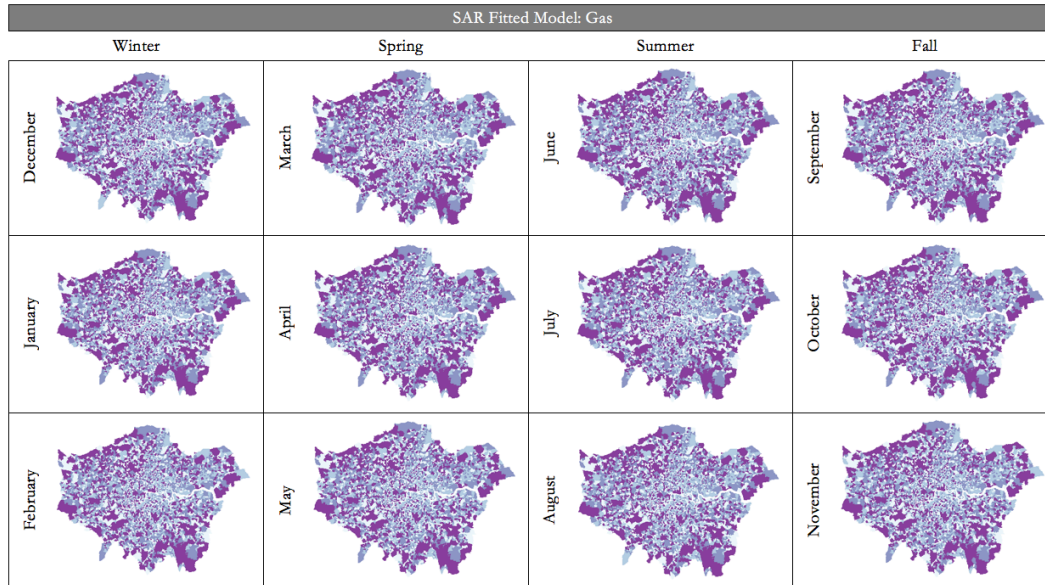 SAR Fitted Model: Gas
Winter
Spring
Summer
Fall
December
March
June
September
January
April
July
October
February
May
August
November